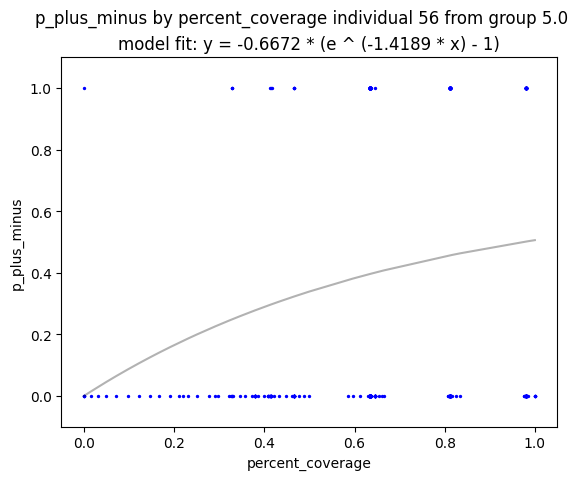 p_plus_minus by percent_coverage individual 56 from group 5.0
model fit: y = -0.6672 * (e ^ (-1.4189 * x) - 1)
1.0
0.8
0.6
0.4
0.2
0.0
p_plus_minus
0.0 0.2 0.4 0.6 0.8 1.0
percent_coverage